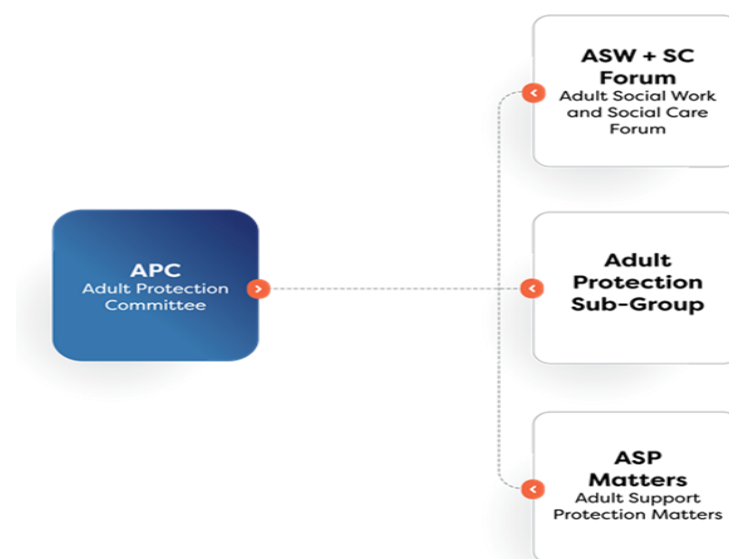 ASW + SC
Forum
Adult Social Work
and Social Care
Forum
APC
Adult Protection
Committee
Adult
Protection
Sub-Group
ASP
Matters
Adult Support
Protection Matters